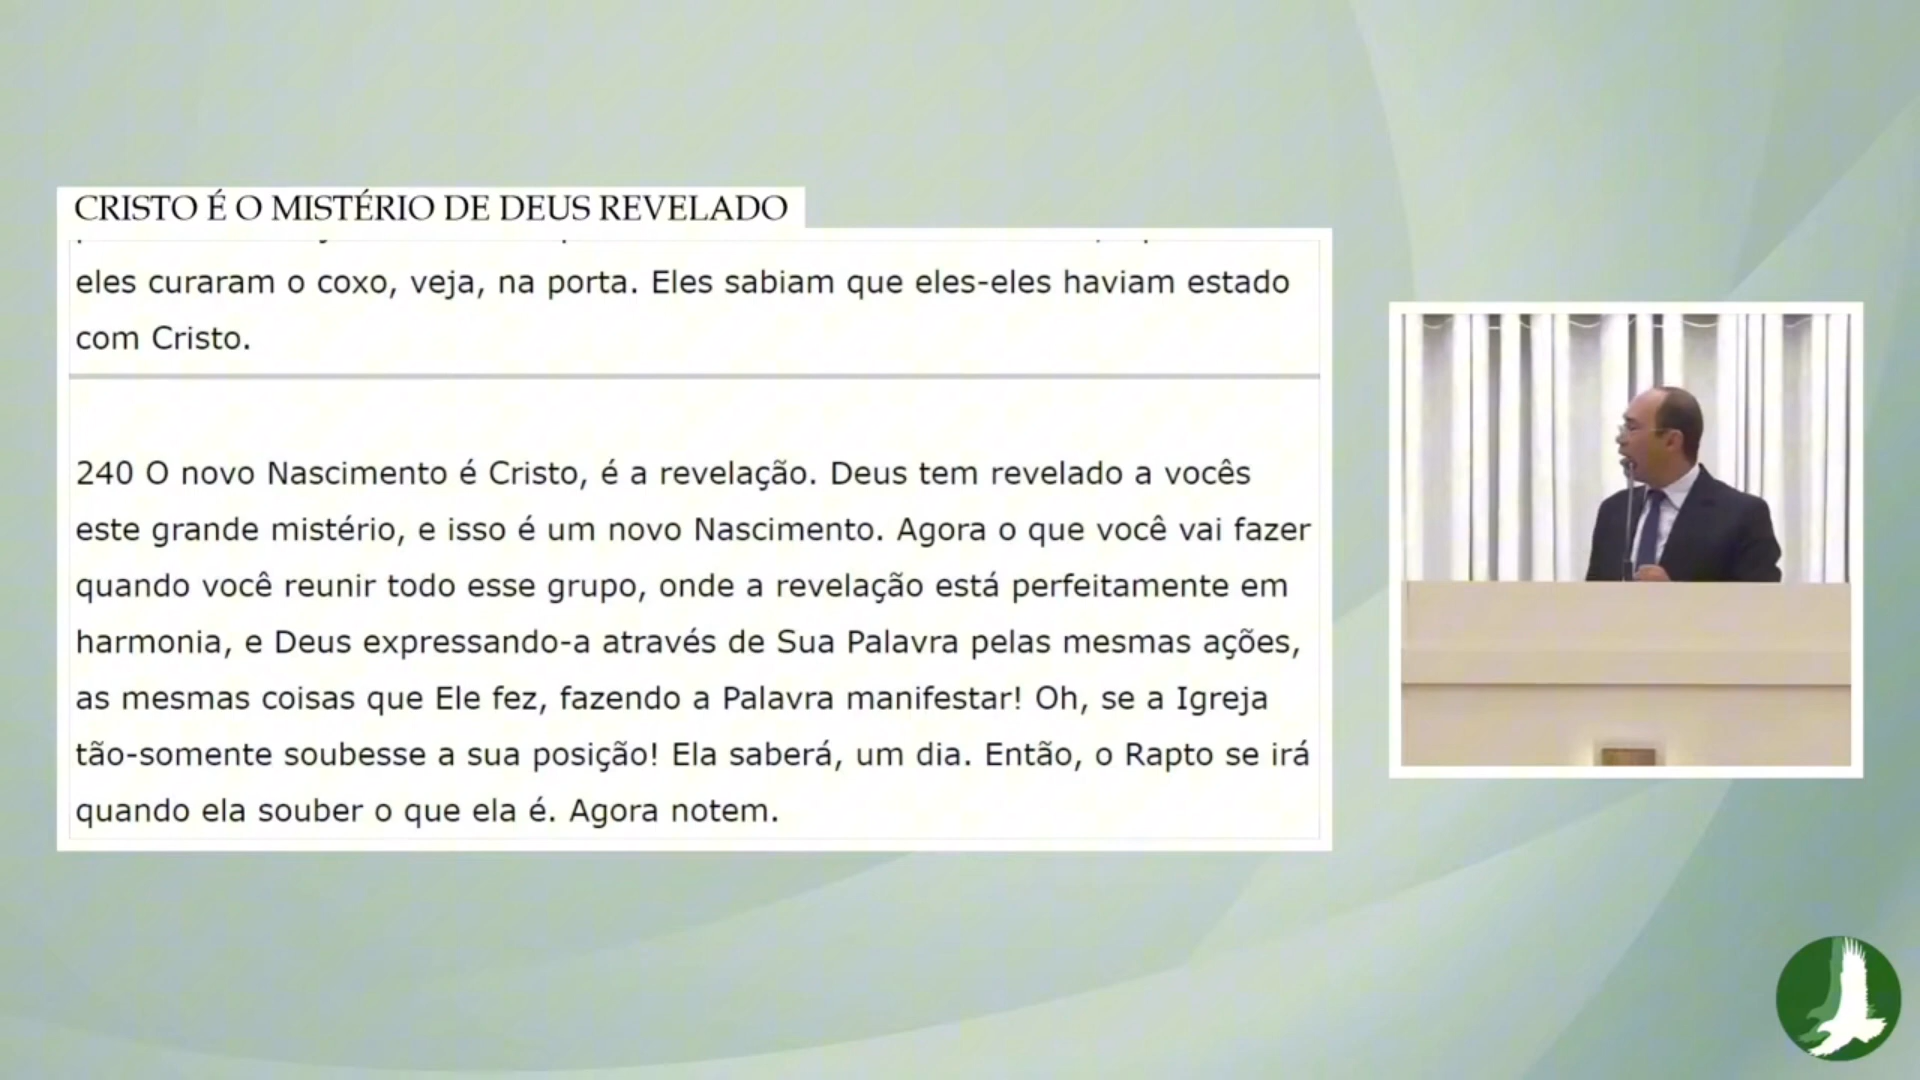 CRISTO É O MISTÉRIO DE DEUS REVELADO
eles curaram o coxo, veja, na porta. Eles sabiam que eles-eles haviam estado
com Cristo.
240 O novo Nascimento é Cristo, é a revelação. Deus tem revelado a vocês
este grande mistério, e isso é um novo Nascimento. Agora o que você vai fazer
quando você reunir todo esse grupo, onde a revelação está perfeitamente em
harmonia, e Deus expressando-a através de Sua Palavra pelas mesmas ações,
as mesmas coisas que Ele fez, fazendo a Palavra manifestar! Oh, se a Igreja
tão-somente soubesse a sua posição! Ela saberá, um dia. Então, o Rapto se irá
quando ela souber o que ela é. Agora notem.